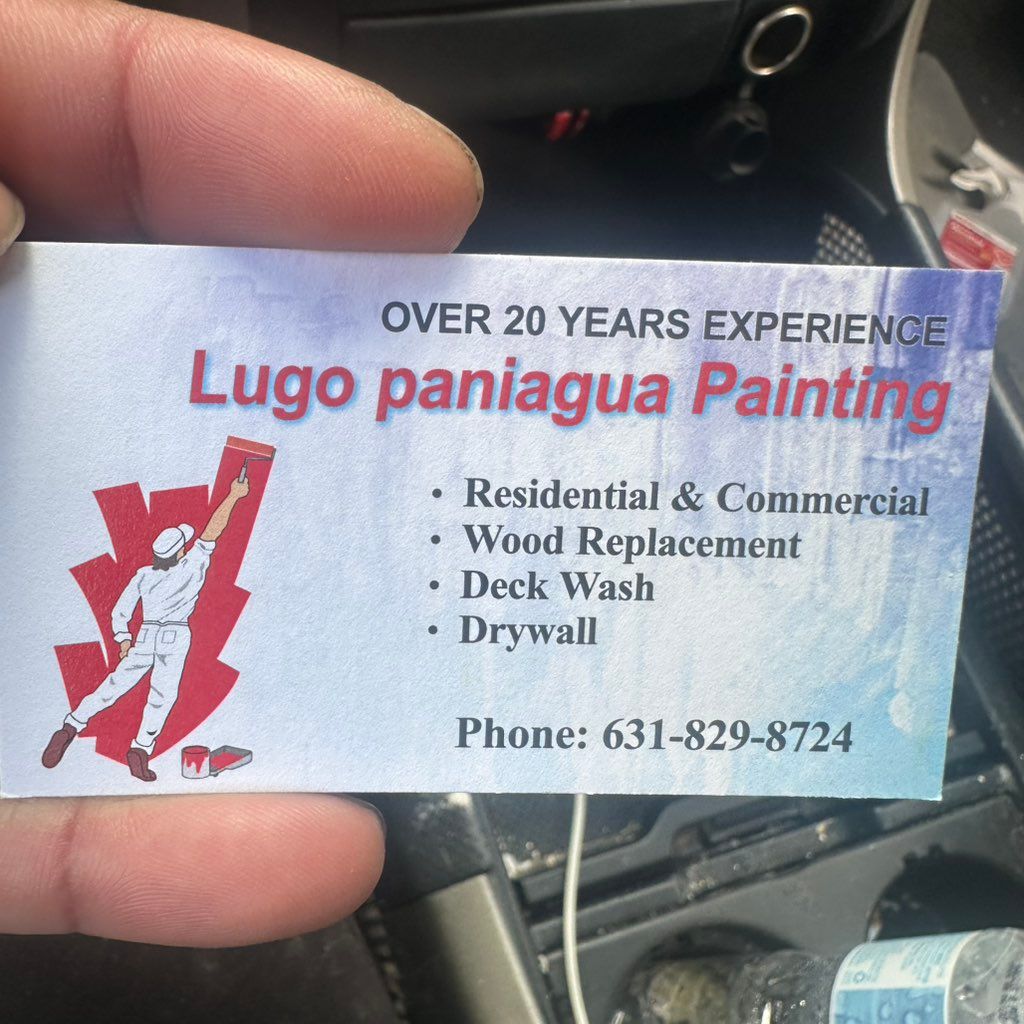 OVER 20 YEARS EXPERIENCE
Lugo paniagua Painting
• Residential & Commercial
• Wood Replacement
• Deck Wash
• Drywall
Phone: 631-829-8724